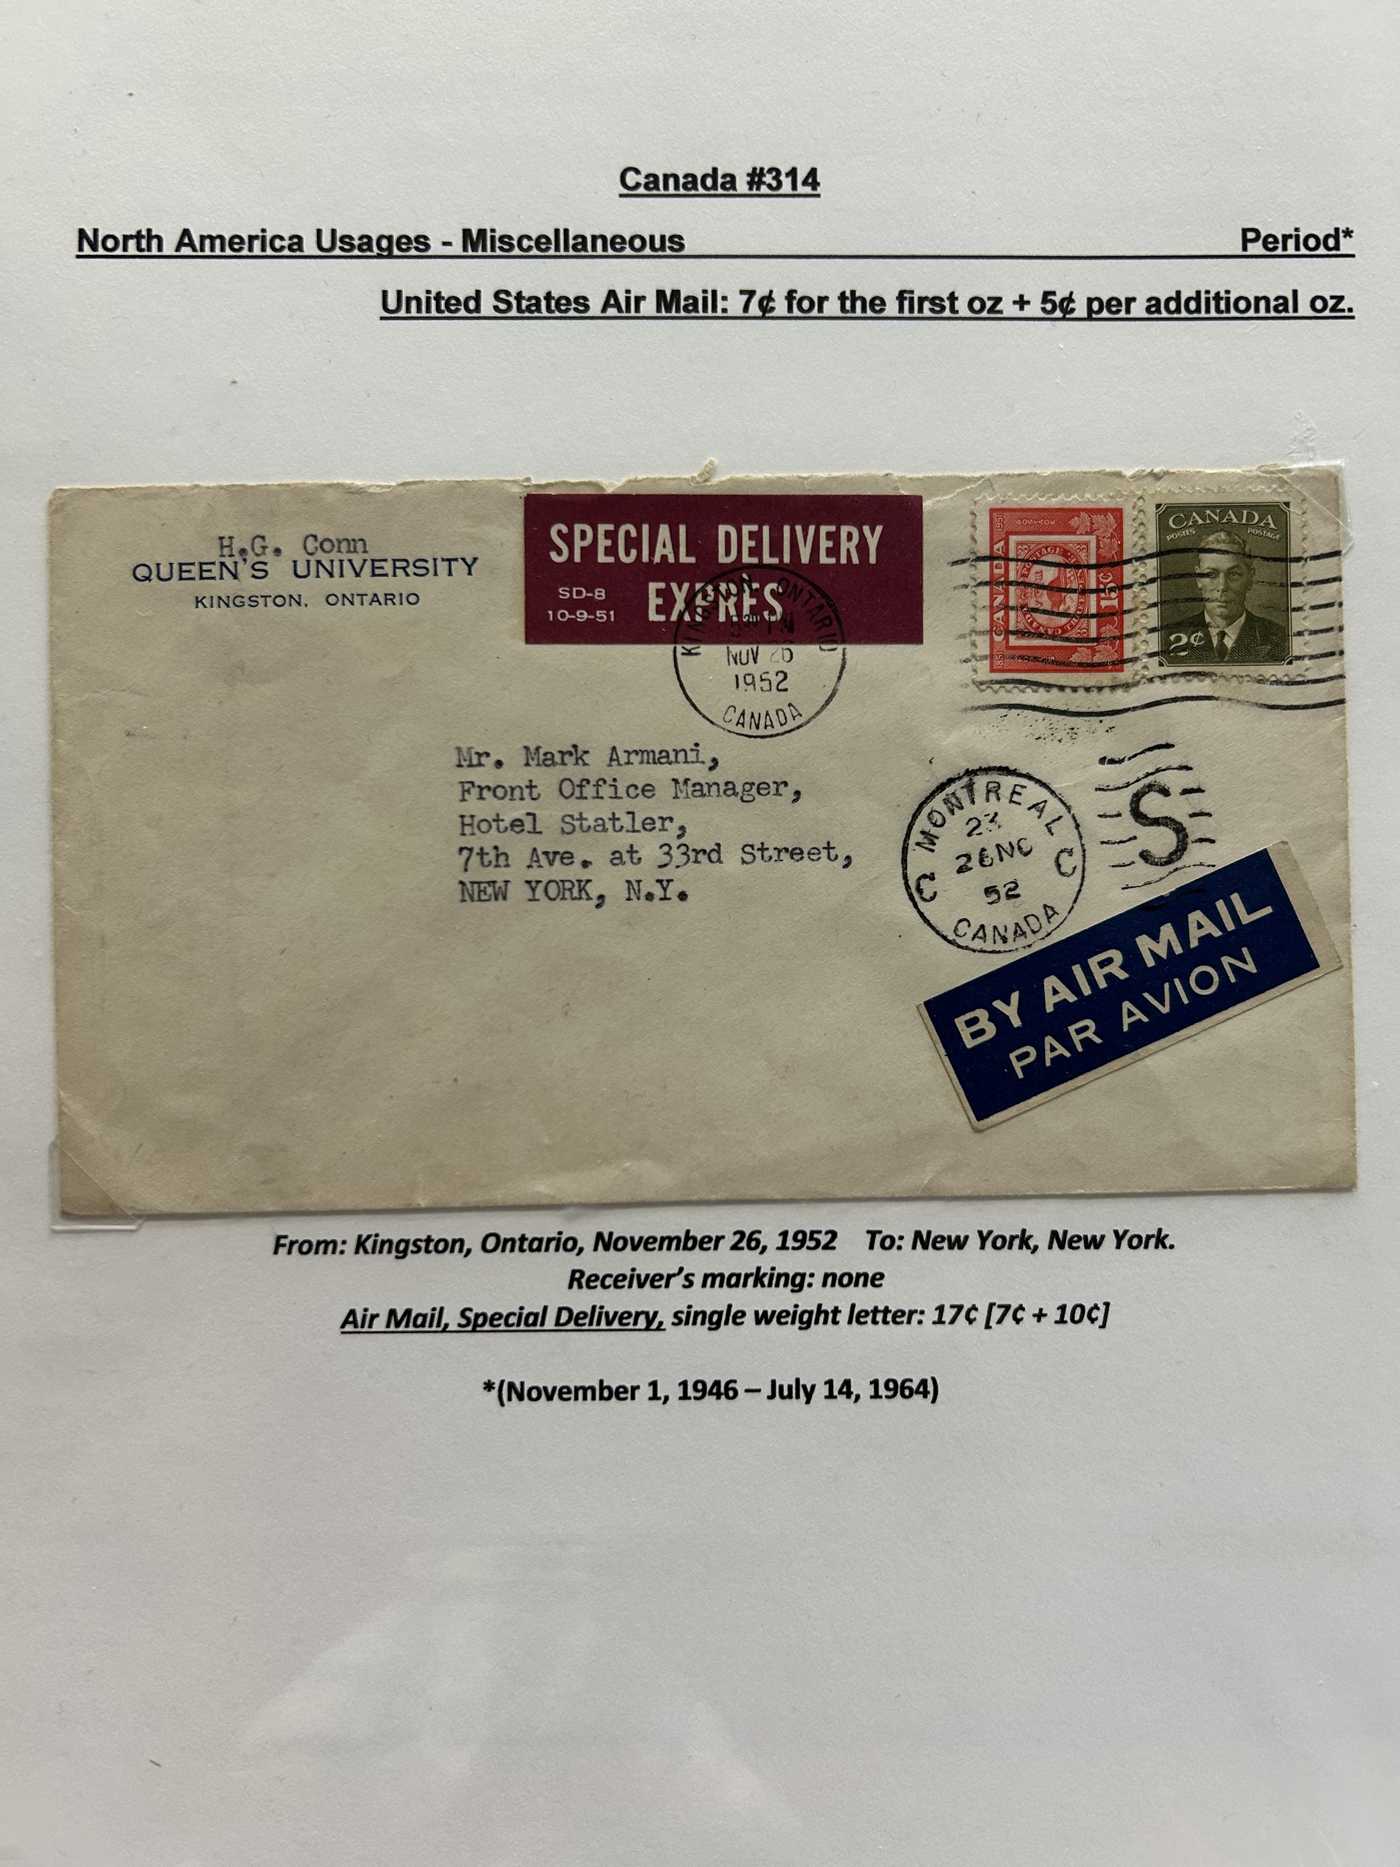 Canada #314
North America Usages - Miscellaneous Period*
United States Air Mail: 7¢ for the first oz + 5¢ per additional oz.
H.G. Conn
QUEEN'S UNIVERSITY
KINGSTON, ONTARIO
SPECIAL DELIVERY
EXPRES
SD-8
10-9-51
KINGSTON ONTARIO
PM
NOV 26
1952
CANADA
CANADA
1851
1951
15¢
POSTAGE
CANADA
POSTES POSTAGE
2¢
Mr. Mark Armani,
Front Office Manager,
Hotel Statler,
7th Ave. at 33rd Street,
NEW YORK, N.Y.
MONTREAL
23
26 NO
52
C C
CANADA
S
BY AIR MAIL
PAR AVION
From: Kingston, Ontario, November 26, 1952 To: New York, New York.
Receiver's marking: none
Air Mail, Special Delivery, single weight letter: 17¢ [7¢ + 10¢]
*(November 1, 1946 – July 14, 1964)